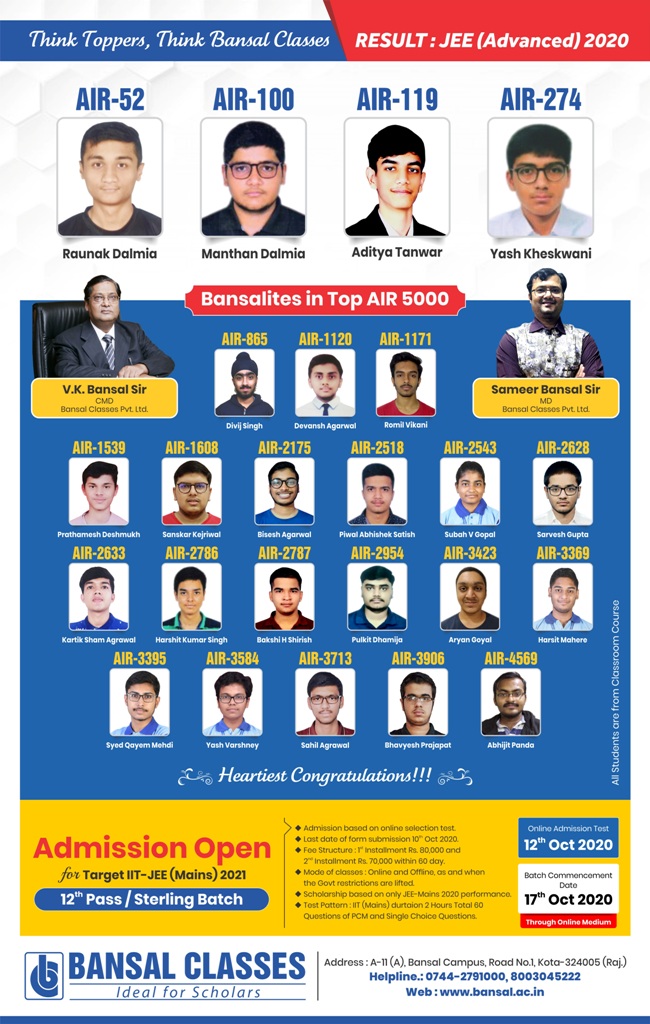 Think Toppers, Think Bansal Classes
RESULT : JEE (Advanced) 2020
AIR-52
AIR-100
AIR-119
AIR-274
Raunak Dalmia
Manthan Dalmia
Aditya Tanwar
Yash Kheskwani
Bansalites in Top AIR 5000
V.K. Bansal Sir
CMD
Bansal Classes Pvt. Ltd.
Sameer Bansal Sir
MD
Bansal Classes Pvt. Ltd.
AIR-865
AIR-1120
AIR-1171
Divij Singh
Devansh Agarwal
Romil Vikani
AIR-1539
AIR-1608
AIR-2175
AIR-2518
AIR-2543
AIR-2628
Prathamesh Deshmukh
Sanskar Kejriwal
Bisesh Agarwal
Piwal Abhishek Satish
Subah V Gopal
Sarvesh Gupta
AIR-2633
AIR-2786
AIR-2787
AIR-2954
AIR-3423
AIR-3369
Kartik Sham Agrawal
Harshit Kumar Singh
Bakshi H Shirish
Pulkit Dhamija
Aryan Goyal
Harsit Mahere
AIR-3395
AIR-3584
AIR-3713
AIR-3906
AIR-4569
Syed Qayem Mehdi
Yash Varshney
Sahil Agrawal
Bhavyesh Prajapat
Abhijit Panda
All Students are from Classroom Course
Heartiest Congratulations!!!
Admission Open
for Target IIT-JEE (Mains) 2021
12th Pass / Sterling Batch
◆ Admission based on online selection test.
◆ Last date of form submission 10th Oct 2020.
◆ Fee Structure : 1st Installment Rs. 80,000 and
2nd Installment Rs. 70,000 within 60 day.
◆ Mode of classes : Online and Offline, as and when
the Govt restrictions are lifted.
◆ Scholarship based on only JEE-Mains 2020 performance.
◆ Test Pattern : IIT (Mains) durtaion 2 Hours Total 60
Questions of PCM and Single Choice Questions.
Online Admission Test
12th Oct 2020
Batch Commencement
Date
17th Oct 2020
Through Online Medium
BANSAL CLASSES
Ideal for Scholars
Address : A-11 (A), Bansal Campus, Road No.1, Kota-324005 (Raj.)
Helpline.: 0744-2791000, 8003045222
Web : www.bansal.ac.in